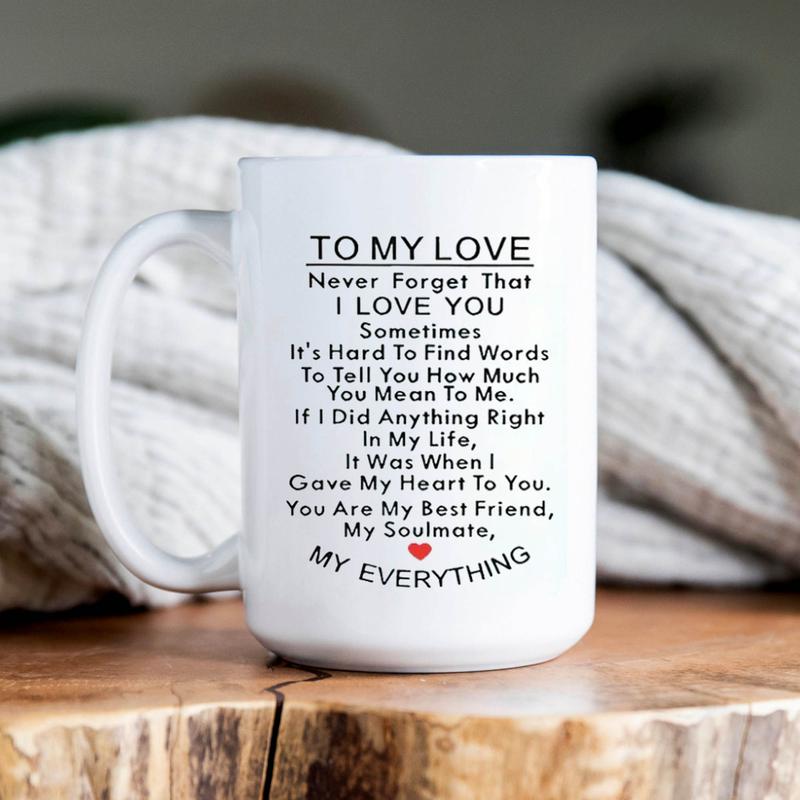 TO MY LOVE
Never Forget That
I LOVE YOU
Sometimes
It's Hard To Find Words
To Tell You How Much
You Mean To Me.
If I Did Anything Right
In My Life,
It Was When I
Gave My Heart To You.
You Are My Best Friend,
My Soulmate,
MY EVERYTHING